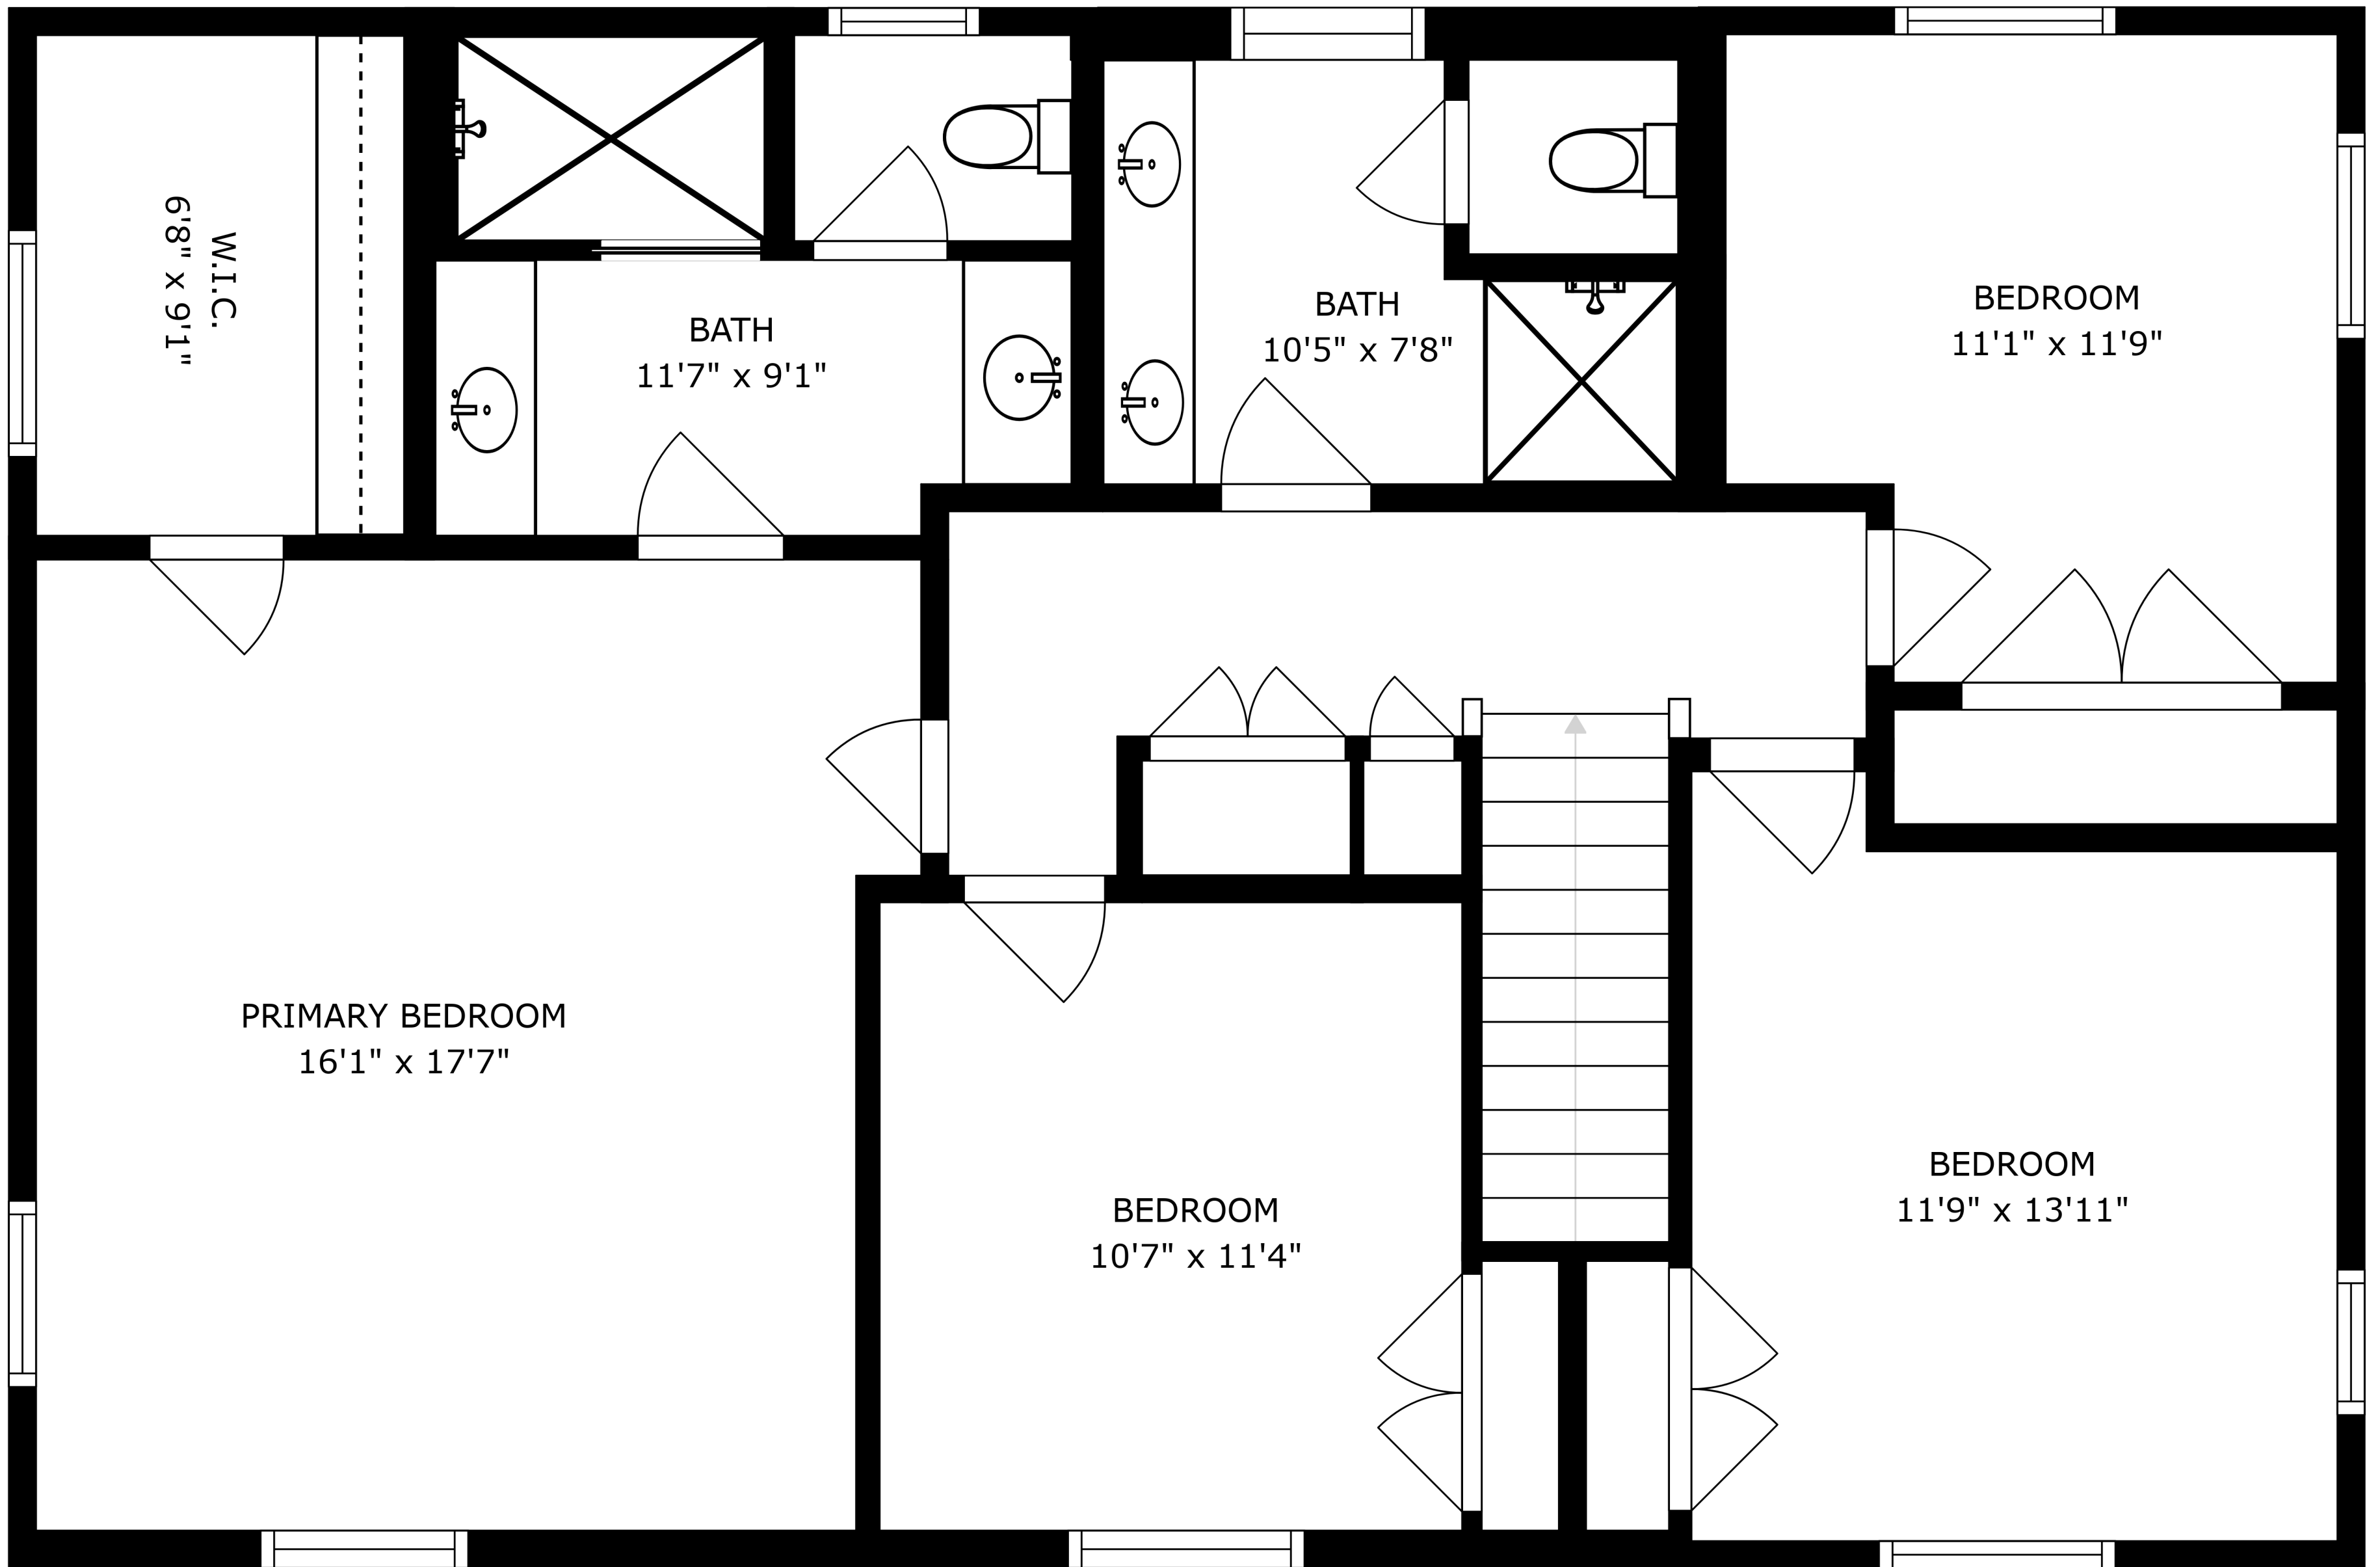 W.I.C.
6'8" x 9'1"
BATH
11'7" x 9'1"
BATH
10'5" x 7'8"
BEDROOM
11'1" x 11'9"
PRIMARY BEDROOM
16'1" x 17'7"
BEDROOM
10'7" x 11'4"
BEDROOM
11'9" x 13'11"